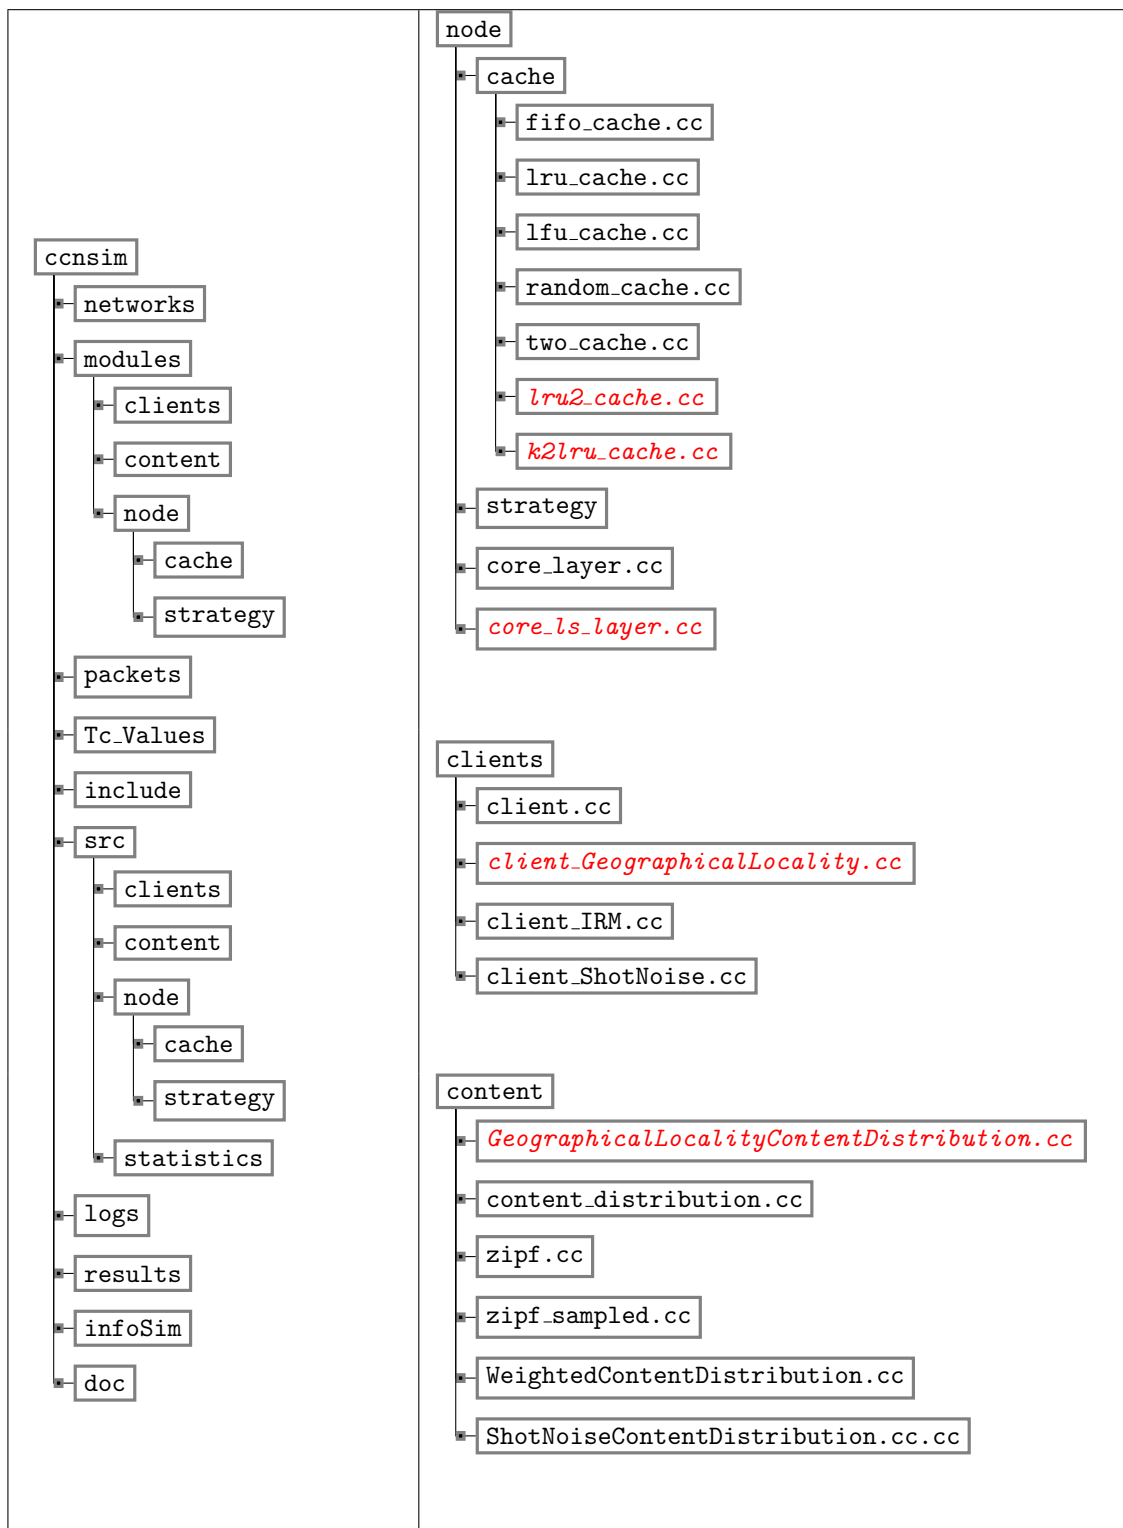 ccnsim
networks
modules
clients
content
node
cache
strategy
packets
Tc_Values
include
src
clients
content
node
cache
strategy
statistics
logs
results
infoSim
doc
node
cache
fifo_cache.cc
lru_cache.cc
lfu_cache.cc
random_cache.cc
two_cache.cc
lru2_cache.cc
k2lru_cache.cc
strategy
core_layer.cc
core_ls_layer.cc
clients
client.cc
client_GeographicalLocality.cc
client_IRM.cc
client_ShotNoise.cc
content
GeographicalLocalityContentDistribution.cc
content_distribution.cc
zipf.cc
zipf_sampled.cc
WeightedContentDistribution.cc
ShotNoiseContentDistribution.cc.cc